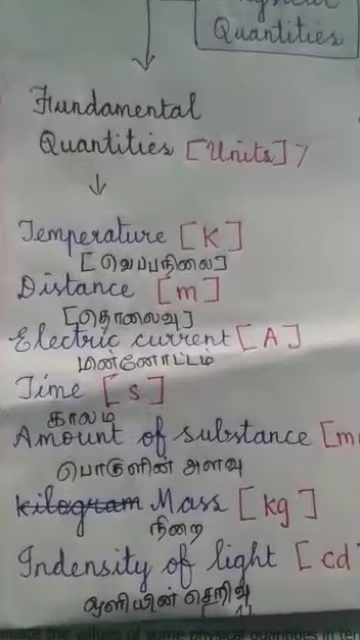 Quantities
Fundamental
Quantities [Units]
Temperature [K]
[வெப்பநிலை]
Distance [m]
[தொலைவு]
Electric current [A]
மின்னோட்டம்
Time [s]
காலம்
Amount of substance
பொருளின் அளவு
kilogram Mass [kg]
நிறை
Indensity of light [cd
ஒளியின் செறிவு